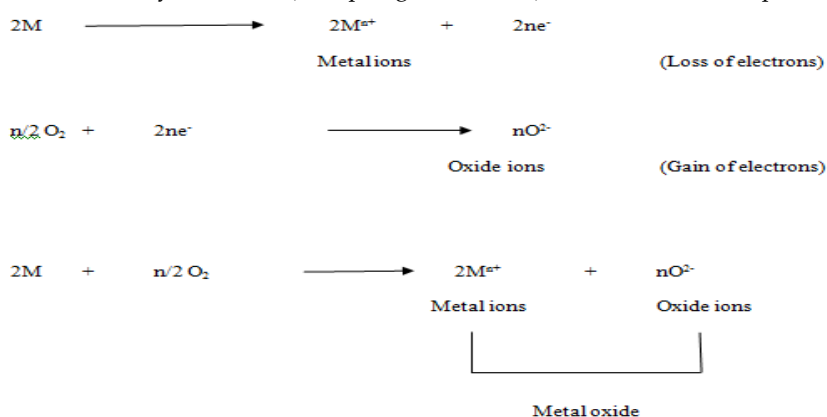 2M → 2Mⁿ⁺ + 2ne⁻
Metal ions (Loss of electrons)
n/2 O₂ + 2ne⁻ → nO²⁻
Oxide ions (Gain of electrons)
2M + n/2 O₂ → 2Mⁿ⁺ + nO²⁻
Metal ions Oxide ions
Metal oxide